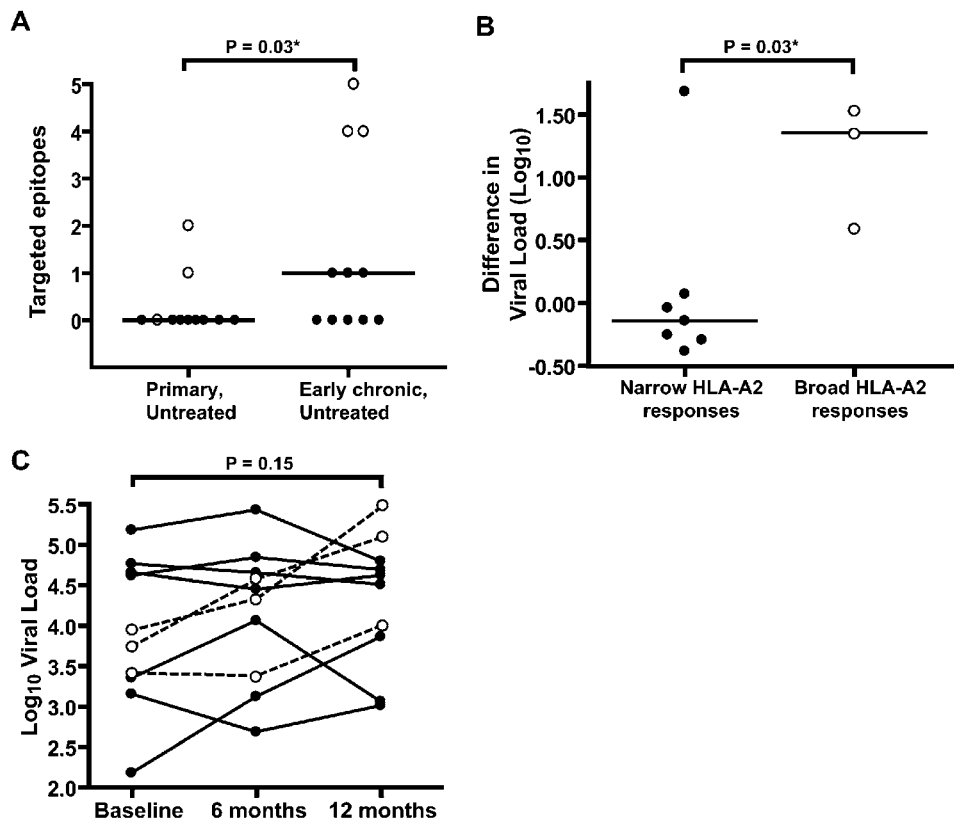 A
P = 0.03*
Targeted epitopes
5
4
3
2
1
0
Primary,
Untreated
Early chronic,
Untreated
B
P = 0.03*
Difference in
Viral Load (Log10)
1.50
1.00
0.50
0.00
-0.50
Narrow HLA-A2
responses
Broad HLA-A2
responses
C
P = 0.15
Log10 Viral Load
5.5
5.0
4.5
4.0
3.5
3.0
2.5
2.0
Baseline
6 months
12 months